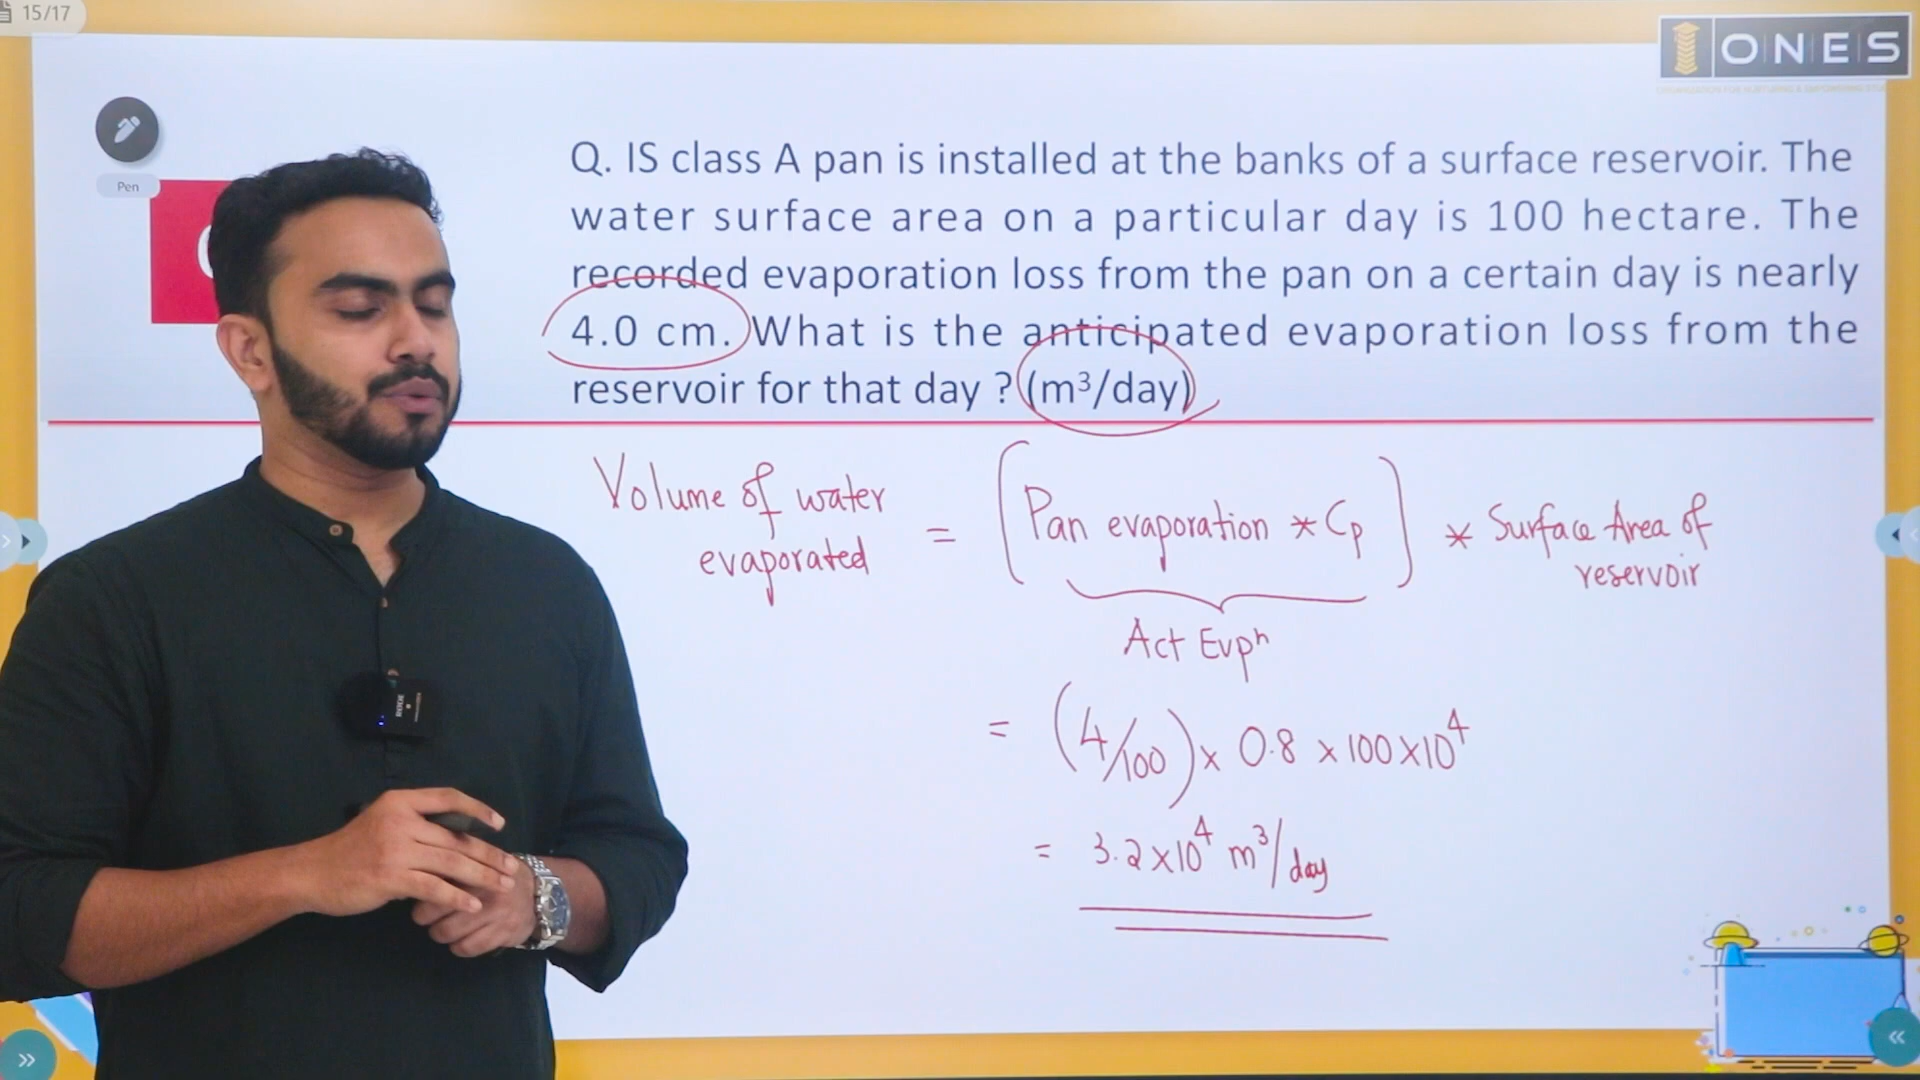 15/17
ONES
Pen
Q. IS class A pan is installed at the banks of a surface reservoir. The
water surface area on a particular day is 100 hectare. The
recorded evaporation loss from the pan on a certain day is nearly
4.0 cm. What is the anticipated evaporation loss from the
reservoir for that day ? (m³/day)
Volume of water
evaporated = [Pan evaporation * Cp] * Surface Area of
reservoir
Act Evpⁿ
= (4/100) x 0.8 x 100 x 10⁴
= 3.2 x 10⁴ m³/day